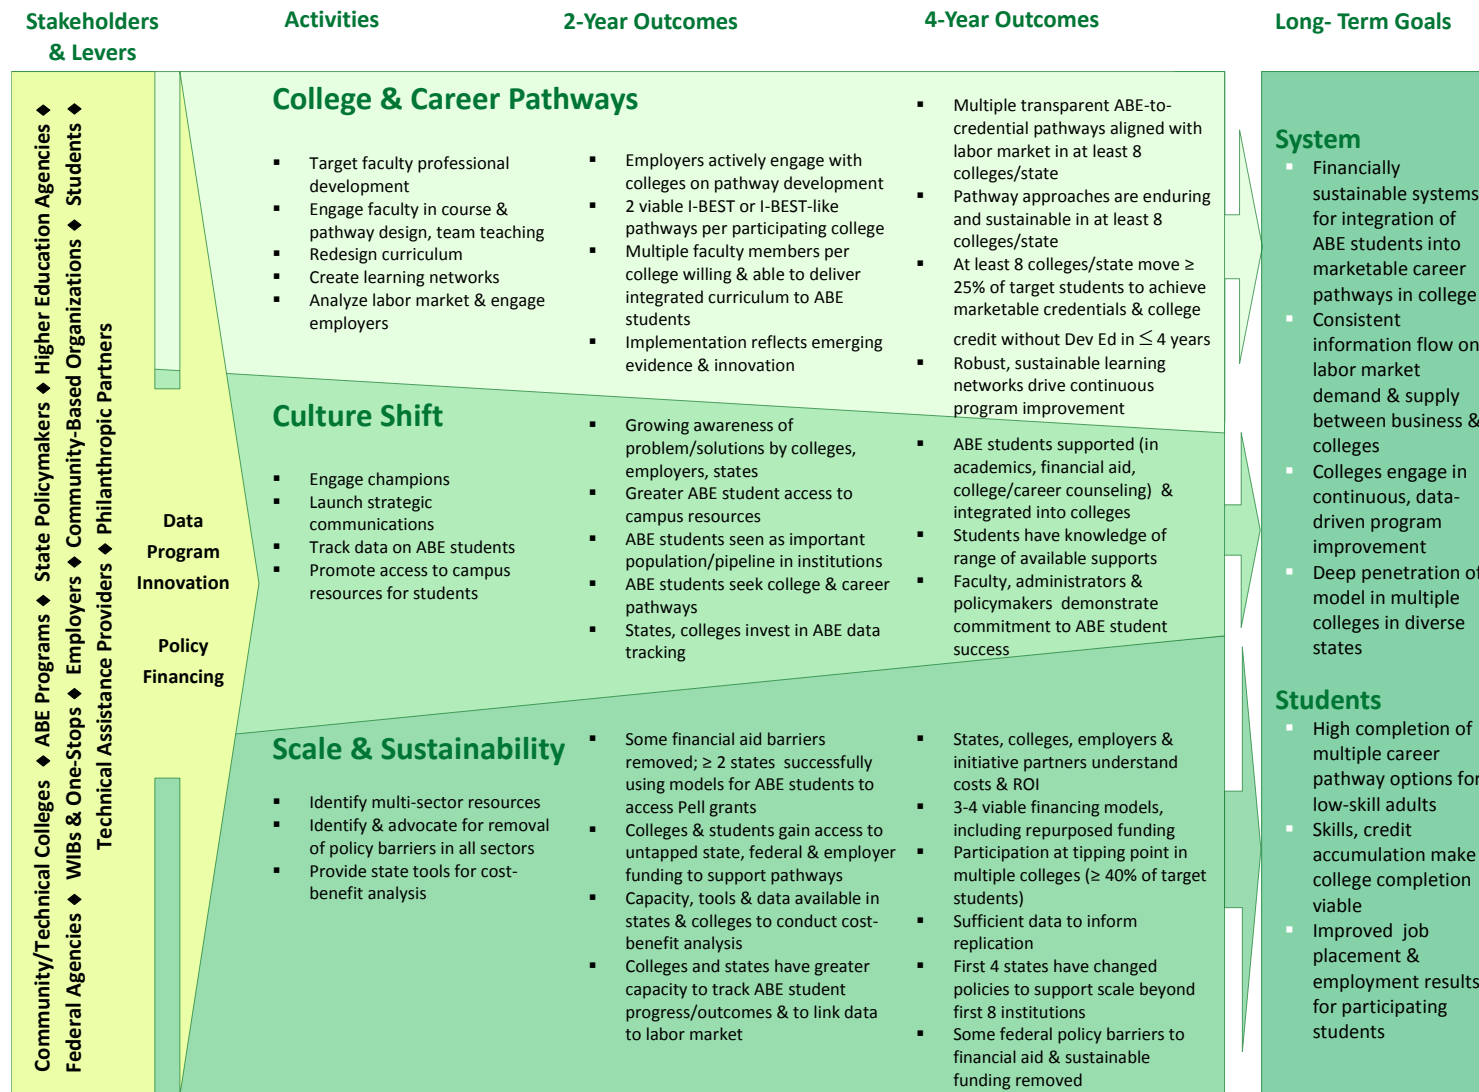 Stakeholders
& Levers
Activities
2-Year Outcomes
4-Year Outcomes
Long- Term Goals
Community/Technical Colleges ◆ ABE Programs ◆ State Policymakers ◆ Higher Education Agencies ◆
Federal Agencies ◆ WIBs & One-Stops ◆ Employers ◆ Community-Based Organizations ◆ Students ◆
Technical Assistance Providers ◆ Philanthropic Partners
Data
Program
Innovation
Policy
Financing
College & Career Pathways
▪ Target faculty professional
development
▪ Engage faculty in course &
pathway design, team teaching
▪ Redesign curriculum
▪ Create learning networks
▪ Analyze labor market & engage
employers
▪ Employers actively engage with
colleges on pathway development
▪ 2 viable I-BEST or I-BEST-like
pathways per participating college
▪ Multiple faculty members per
college willing & able to deliver
integrated curriculum to ABE
students
▪ Implementation reflects emerging
evidence & innovation
▪ Multiple transparent ABE-to-
credential pathways aligned with
labor market in at least 8
colleges/state
▪ Pathway approaches are enduring
and sustainable in at least 8
colleges/state
▪ At least 8 colleges/state move ≥
25% of target students to achieve
marketable credentials & college
credit without Dev Ed in ≤ 4 years
▪ Robust, sustainable learning
networks drive continuous
program improvement
Culture Shift
▪ Engage champions
▪ Launch strategic
communications
▪ Track data on ABE students
▪ Promote access to campus
resources for students
▪ Growing awareness of
problem/solutions by colleges,
employers, states
▪ Greater ABE student access to
campus resources
▪ ABE students seen as important
population/pipeline in institutions
▪ ABE students seek college & career
pathways
▪ States, colleges invest in ABE data
tracking
▪ ABE students supported (in
academics, financial aid,
college/career counseling) &
integrated into colleges
▪ Students have knowledge of
range of available supports
▪ Faculty, administrators &
policymakers demonstrate
commitment to ABE student
success
Scale & Sustainability
▪ Identify multi-sector resources
▪ Identify & advocate for removal
of policy barriers in all sectors
▪ Provide state tools for cost-
benefit analysis
▪ Some financial aid barriers
removed; ≥ 2 states successfully
using models for ABE students to
access Pell grants
▪ Colleges & students gain access to
untapped state, federal & employer
funding to support pathways
▪ Capacity, tools & data available in
states & colleges to conduct cost-
benefit analysis
▪ Colleges and states have greater
capacity to track ABE student
progress/outcomes & to link data
to labor market
▪ States, colleges, employers &
initiative partners understand
costs & ROI
▪ 3-4 viable financing models,
including repurposed funding
▪ Participation at tipping point in
multiple colleges (≥ 40% of target
students)
▪ Sufficient data to inform
replication
▪ First 4 states have changed
policies to support scale beyond
first 8 institutions
▪ Some federal policy barriers to
financial aid & sustainable
funding removed
System
▪ Financially
sustainable systems
for integration of
ABE students into
marketable career
pathways in college
▪ Consistent
information flow on
labor market
demand & supply
between business &
colleges
▪ Colleges engage in
continuous, data-
driven program
improvement
▪ Deep penetration of
model in multiple
colleges in diverse
states
Students
▪ High completion of
multiple career
pathway options for
low-skill adults
▪ Skills, credit
accumulation make
college completion
viable
▪ Improved job
placement &
employment results
for participating
students